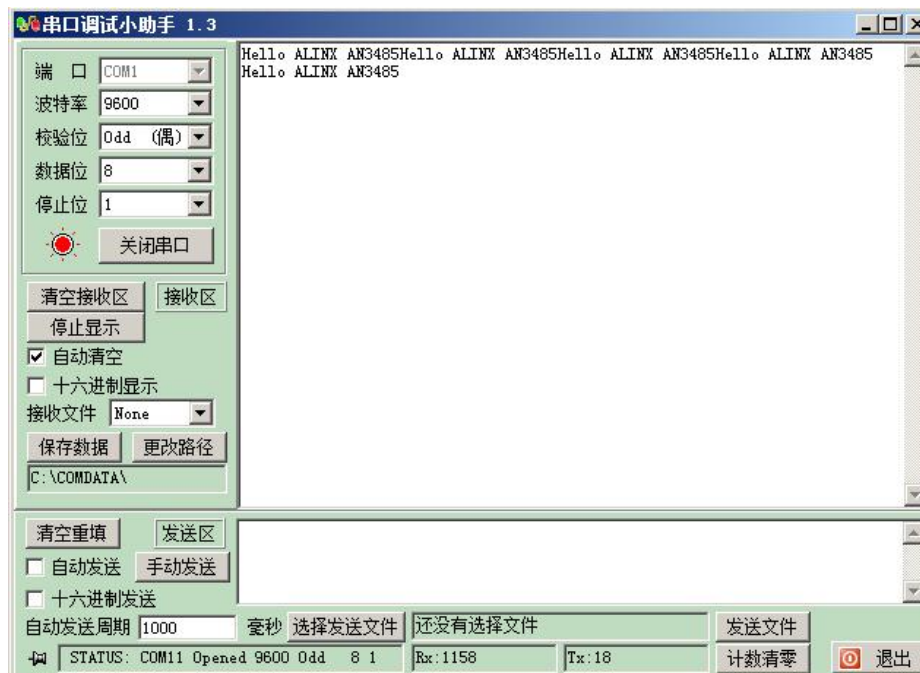 串口调试小助手 1.3
端 口 COM1
波特率 9600
校验位 Odd (偶)
数据位 8
停止位 1
关闭串口
清空接收区 接收区
停止显示
自动清空
十六进制显示
接收文件 None
保存数据 更改路径
C:\COMDATA\
Hello ALINX AN3485Hello ALINX AN3485Hello ALINX AN3485Hello ALINX AN3485
Hello ALINX AN3485
清空重填 发送区
自动发送 手动发送
十六进制发送
自动发送周期 1000 毫秒 选择发送文件 还没有选择文件 发送文件
STATUS: COM11 Opened 9600 Odd 8 1 Rx:1158 Tx:18 计数清零 退出